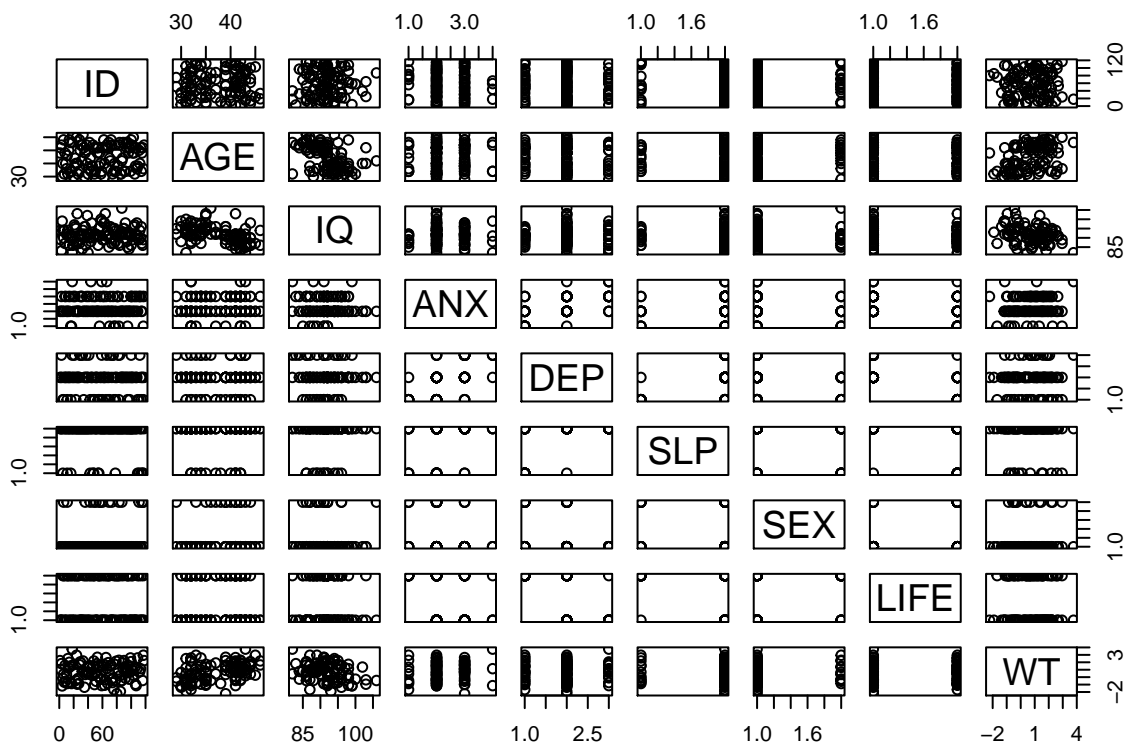 30 40 1.0 3.0 1.0 1.6 1.0 1.6
ID 0 120
30 AGE
IQ 85
1.0 ANX
DEP 1.0
1.0 SLP
SEX 1.0
1.0 LIFE
WT −2 3
0 60 85 100 1.0 2.5 1.0 1.6 −2 1 4